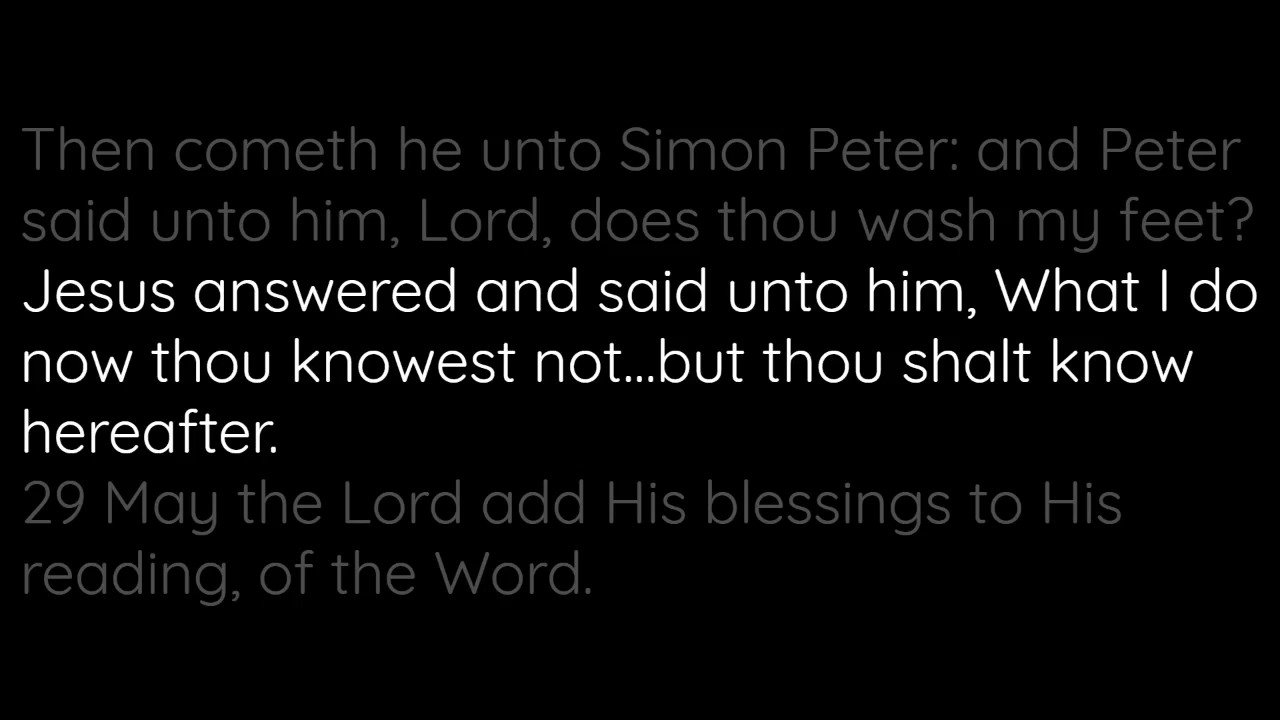 Then cometh he unto Simon Peter: and Peter
said unto him, Lord, does thou wash my feet?
Jesus answered and said unto him, What I do
now thou knowest not...but thou shalt know
hereafter.
29 May the Lord add His blessings to His
reading, of the Word.